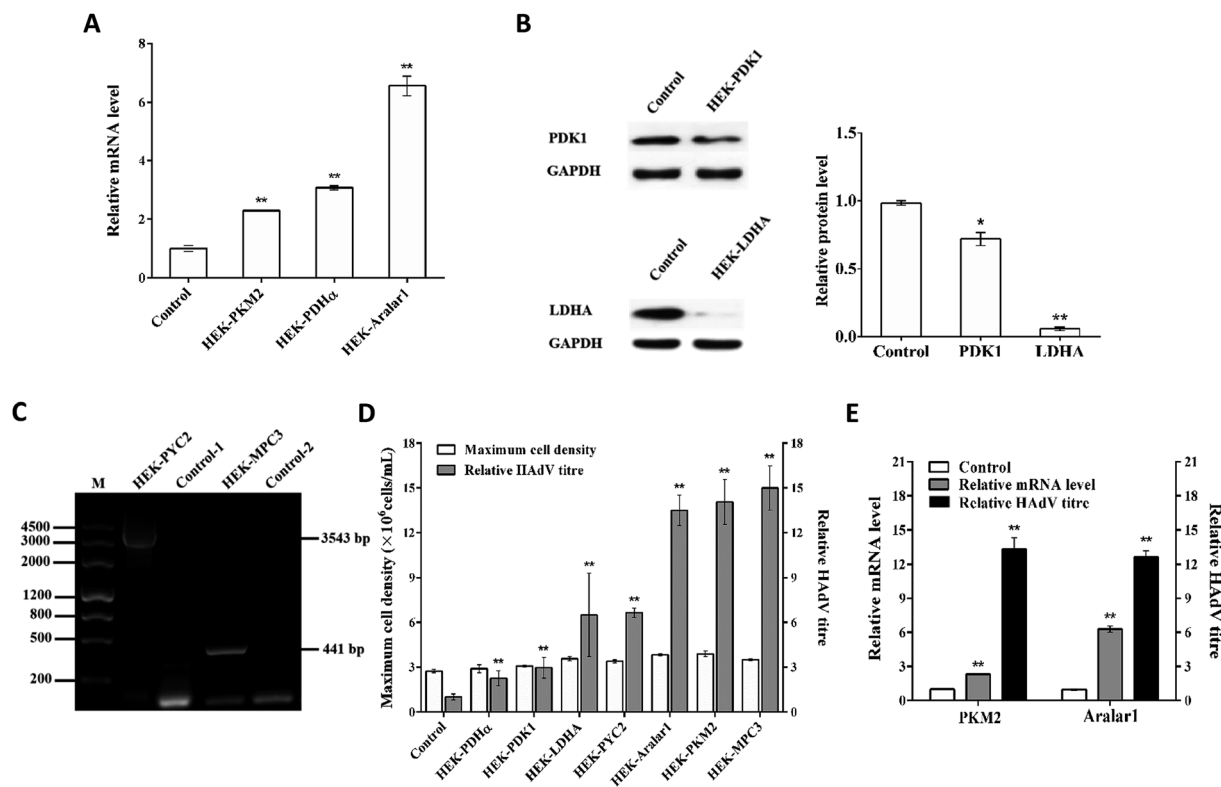 A
Relative mRNA level
8
6
4
2
0
**
**
**
Control
HEK-PKM2
HEK-PDHα
HEK-Aralar1
B
Control
HEK-PDK1
PDK1
GAPDH
Control
HEK-LDHA
LDHA
GAPDH
Relative protein level
1.5
1.0
0.5
0.0
*
**
Control PDK1 LDHA
C
M HEK-PYC2 Control-1 HEK-MPC3 Control-2
4500
3000
2000
1200
800
500
200
3543 bp
441 bp
D
Maximum cell density
Relative HAdV titre
Maximum cell density (×10⁶cells/mL)
18
15
12
9
6
3
0
**
**
**
**
**
**
**
18
15
12
9
6
3
0
Relative HAdV titre
Control
HEK-PDHα
HEK-PDK1
HEK-LDHA
HEK-PYC2
HEK-Aralar1
HEK-PKM2
HEK-MPC3
E
Control
Relative mRNA level
Relative HAdV titre
Relative mRNA level
21
18
15
12
9
6
3
0
**
**
**
**
21
18
15
12
9
6
3
0
Relative HAdV titre
PKM2 Aralar1